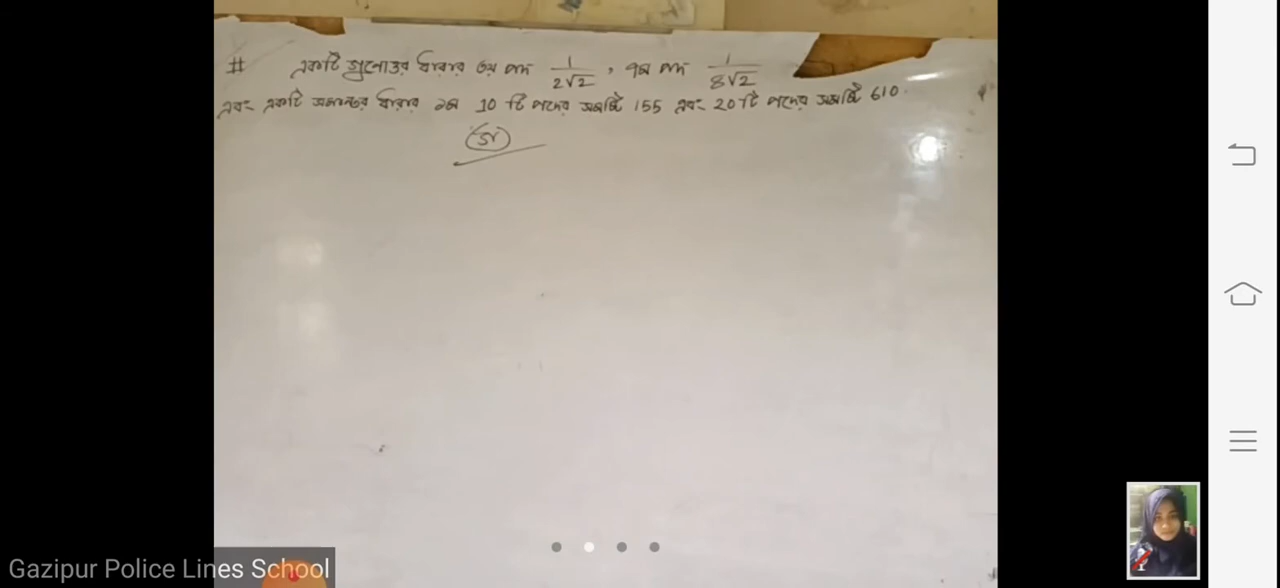 # একটি গুনোত্তর ধারার ৩য় পদ 1/2√2 , ৭ম পদ 1/8√2
এবং একটি সমান্তর ধারার ১ম 10 টি পদের সমষ্টি 155 এবং 20টি পদের সমষ্টি 610.
Gazipur Police Lines School